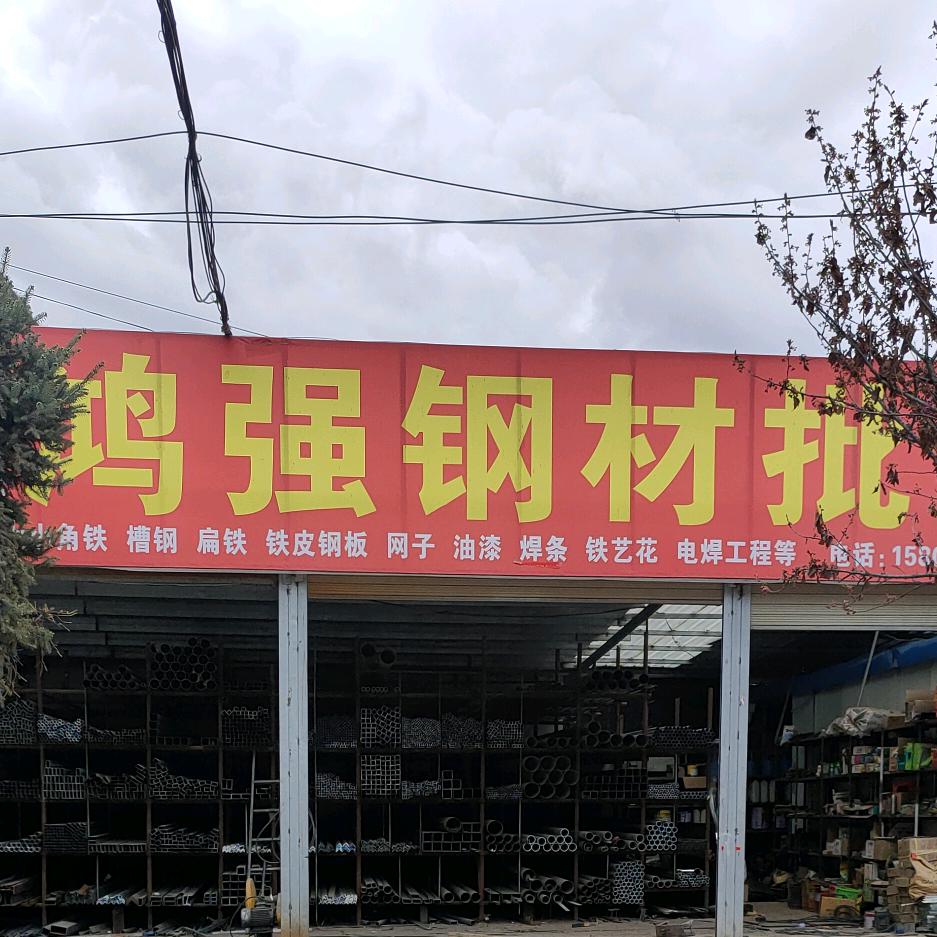 鸿强钢材批
角铁 槽钢 扁铁 铁皮钢板 网子 油漆 焊条 铁艺花 电焊工程等 电话:158